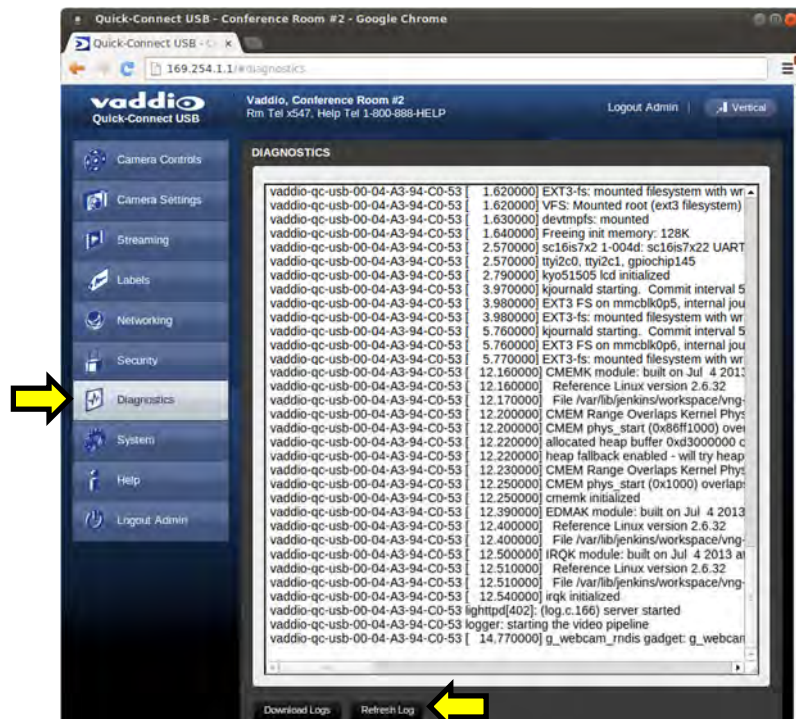 Quick-Connect USB - Conference Room #2 - Google Chrome
Quick-Connect USB - C
169.254.1.1/#diagnostics
vaddio
Quick-Connect USB
Vaddio, Conference Room #2
Rm Tel x547, Help Tel 1-800-888-HELP
Logout Admin
Vertical
Camera Controls
Camera Settings
Streaming
Labels
Networking
Security
Diagnostics
System
Help
Logout Admin
DIAGNOSTICS
vaddio-qc-usb-00-04-A3-94-C0-53 [ 1.620000] EXT3-fs: mounted filesystem with wr
vaddio-qc-usb-00-04-A3-94-C0-53 [ 1.620000] VFS: Mounted root (ext3 filesystem)
vaddio-qc-usb-00-04-A3-94-C0-53 [ 1.630000] devtmpfs: mounted
vaddio-qc-usb-00-04-A3-94-C0-53 [ 1.640000] Freeing init memory: 128K
vaddio-qc-usb-00-04-A3-94-C0-53 [ 2.570000] sc16is7x2 1-004d: sc16is7x22 UART
vaddio-qc-usb-00-04-A3-94-C0-53 [ 2.570000] ttyi2c0, ttyi2c1, gpiochip145
vaddio-qc-usb-00-04-A3-94-C0-53 [ 2.790000] kyo51505 lcd initialized
vaddio-qc-usb-00-04-A3-94-C0-53 [ 3.970000] kjournald starting. Commit interval 5
vaddio-qc-usb-00-04-A3-94-C0-53 [ 3.980000] EXT3 FS on mmcblk0p5, internal jou
vaddio-qc-usb-00-04-A3-94-C0-53 [ 3.980000] EXT3-fs: mounted filesystem with wr
vaddio-qc-usb-00-04-A3-94-C0-53 [ 5.760000] kjournald starting. Commit interval 5
vaddio-qc-usb-00-04-A3-94-C0-53 [ 5.760000] EXT3 FS on mmcblk0p6, internal jou
vaddio-qc-usb-00-04-A3-94-C0-53 [ 5.770000] EXT3-fs: mounted filesystem with wr
vaddio-qc-usb-00-04-A3-94-C0-53 [ 12.160000] CMEMK module: built on Jul 4 2013
vaddio-qc-usb-00-04-A3-94-C0-53 [ 12.160000] Reference Linux version 2.6.32
vaddio-qc-usb-00-04-A3-94-C0-53 [ 12.170000] File /var/lib/jenkins/workspace/vng-
vaddio-qc-usb-00-04-A3-94-C0-53 [ 12.200000] CMEM Range Overlaps Kernel Phys
vaddio-qc-usb-00-04-A3-94-C0-53 [ 12.200000] CMEM phys_start (0x86ff1000) over
vaddio-qc-usb-00-04-A3-94-C0-53 [ 12.220000] allocated heap buffer 0xd3000000 o
vaddio-qc-usb-00-04-A3-94-C0-53 [ 12.220000] heap fallback enabled - will try heap
vaddio-qc-usb-00-04-A3-94-C0-53 [ 12.230000] CMEM Range Overlaps Kernel Phys
vaddio-qc-usb-00-04-A3-94-C0-53 [ 12.250000] CMEM phys_start (0x1000) overlaps
vaddio-qc-usb-00-04-A3-94-C0-53 [ 12.250000] cmemk initialized
vaddio-qc-usb-00-04-A3-94-C0-53 [ 12.390000] EDMAK module: built on Jul 4 2013
vaddio-qc-usb-00-04-A3-94-C0-53 [ 12.400000] Reference Linux version 2.6.32
vaddio-qc-usb-00-04-A3-94-C0-53 [ 12.400000] File /var/lib/jenkins/workspace/vng-
vaddio-qc-usb-00-04-A3-94-C0-53 [ 12.500000] IRQK module: built on Jul 4 2013 at
vaddio-qc-usb-00-04-A3-94-C0-53 [ 12.510000] Reference Linux version 2.6.32
vaddio-qc-usb-00-04-A3-94-C0-53 [ 12.510000] File /var/lib/jenkins/workspace/vng-
vaddio-qc-usb-00-04-A3-94-C0-53 [ 12.540000] irqk initialized
vaddio-qc-usb-00-04-A3-94-C0-53 lighttpd[402]: (log.c.166) server started
vaddio-qc-usb-00-04-A3-94-C0-53 logger: starting the video pipeline
vaddio-qc-usb-00-04-A3-94-C0-53 [ 14.770000] g_webcam_rndis gadget: g_webcam
Download Logs
Refresh Log